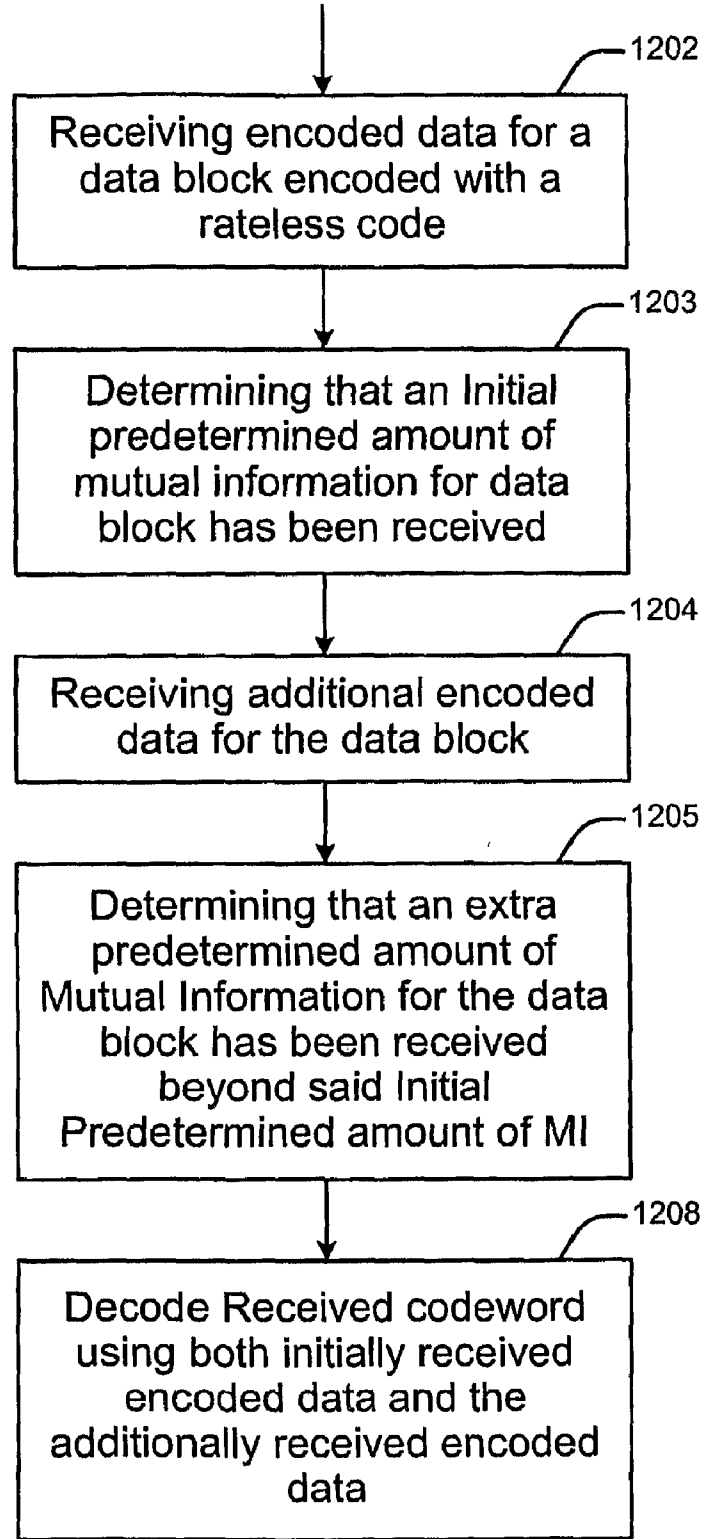 1202
Receiving encoded data for a
data block encoded with a
rateless code
1203
Determining that an Initial
predetermined amount of
mutual information for data
block has been received
1204
Receiving additional encoded
data for the data block
1205
Determining that an extra
predetermined amount of
Mutual Information for the data
block has been received
beyond said Initial
Predetermined amount of MI
1208
Decode Received codeword
using both initially received
encoded data and the
additionally received encoded
data